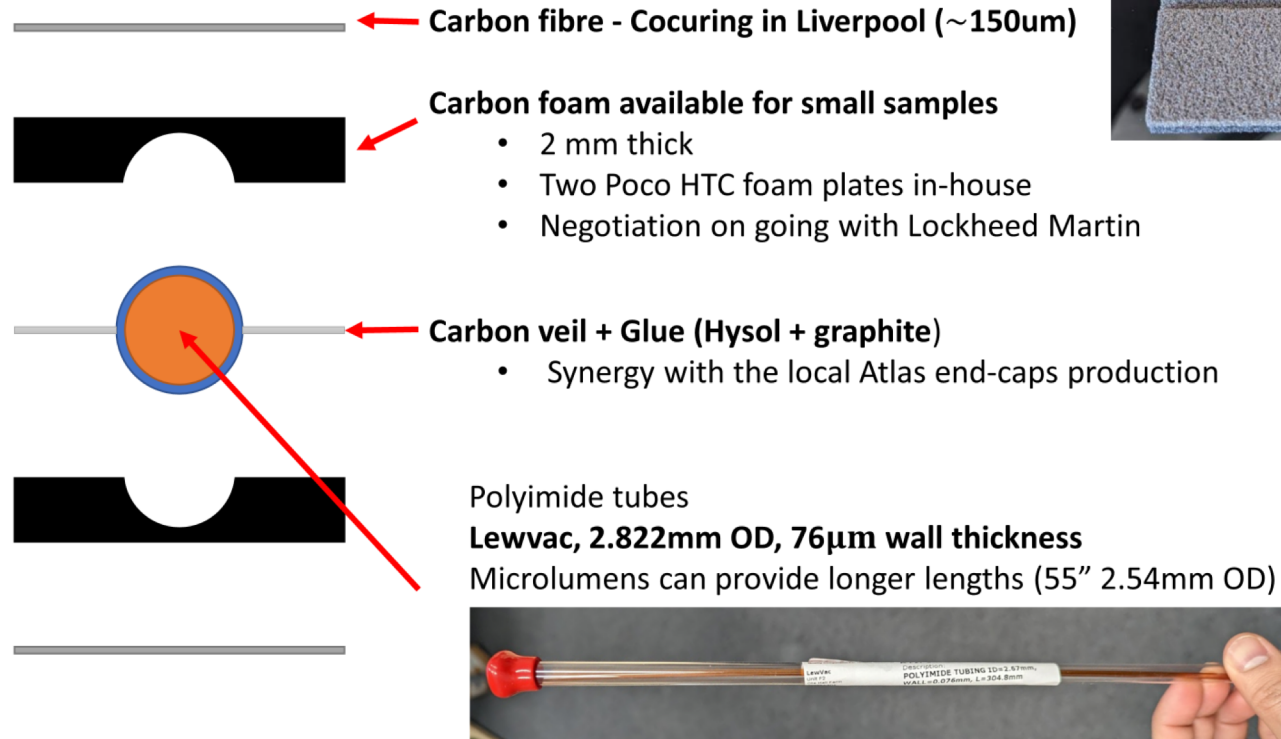 Carbon fibre - Cocuring in Liverpool (~150um)
Carbon foam available for small samples
• 2 mm thick
• Two Poco HTC foam plates in-house
• Negotiation on going with Lockheed Martin
Carbon veil + Glue (Hysol + graphite)
• Synergy with the local Atlas end-caps production
Polyimide tubes
Lewvac, 2.822mm OD, 76μm wall thickness
Microlumens can provide longer lengths (55” 2.54mm OD)
LewVac
Description:
POLYIMIDE TUBING ID=2.57mm,
WALL=0.076mm, L=304.8mm